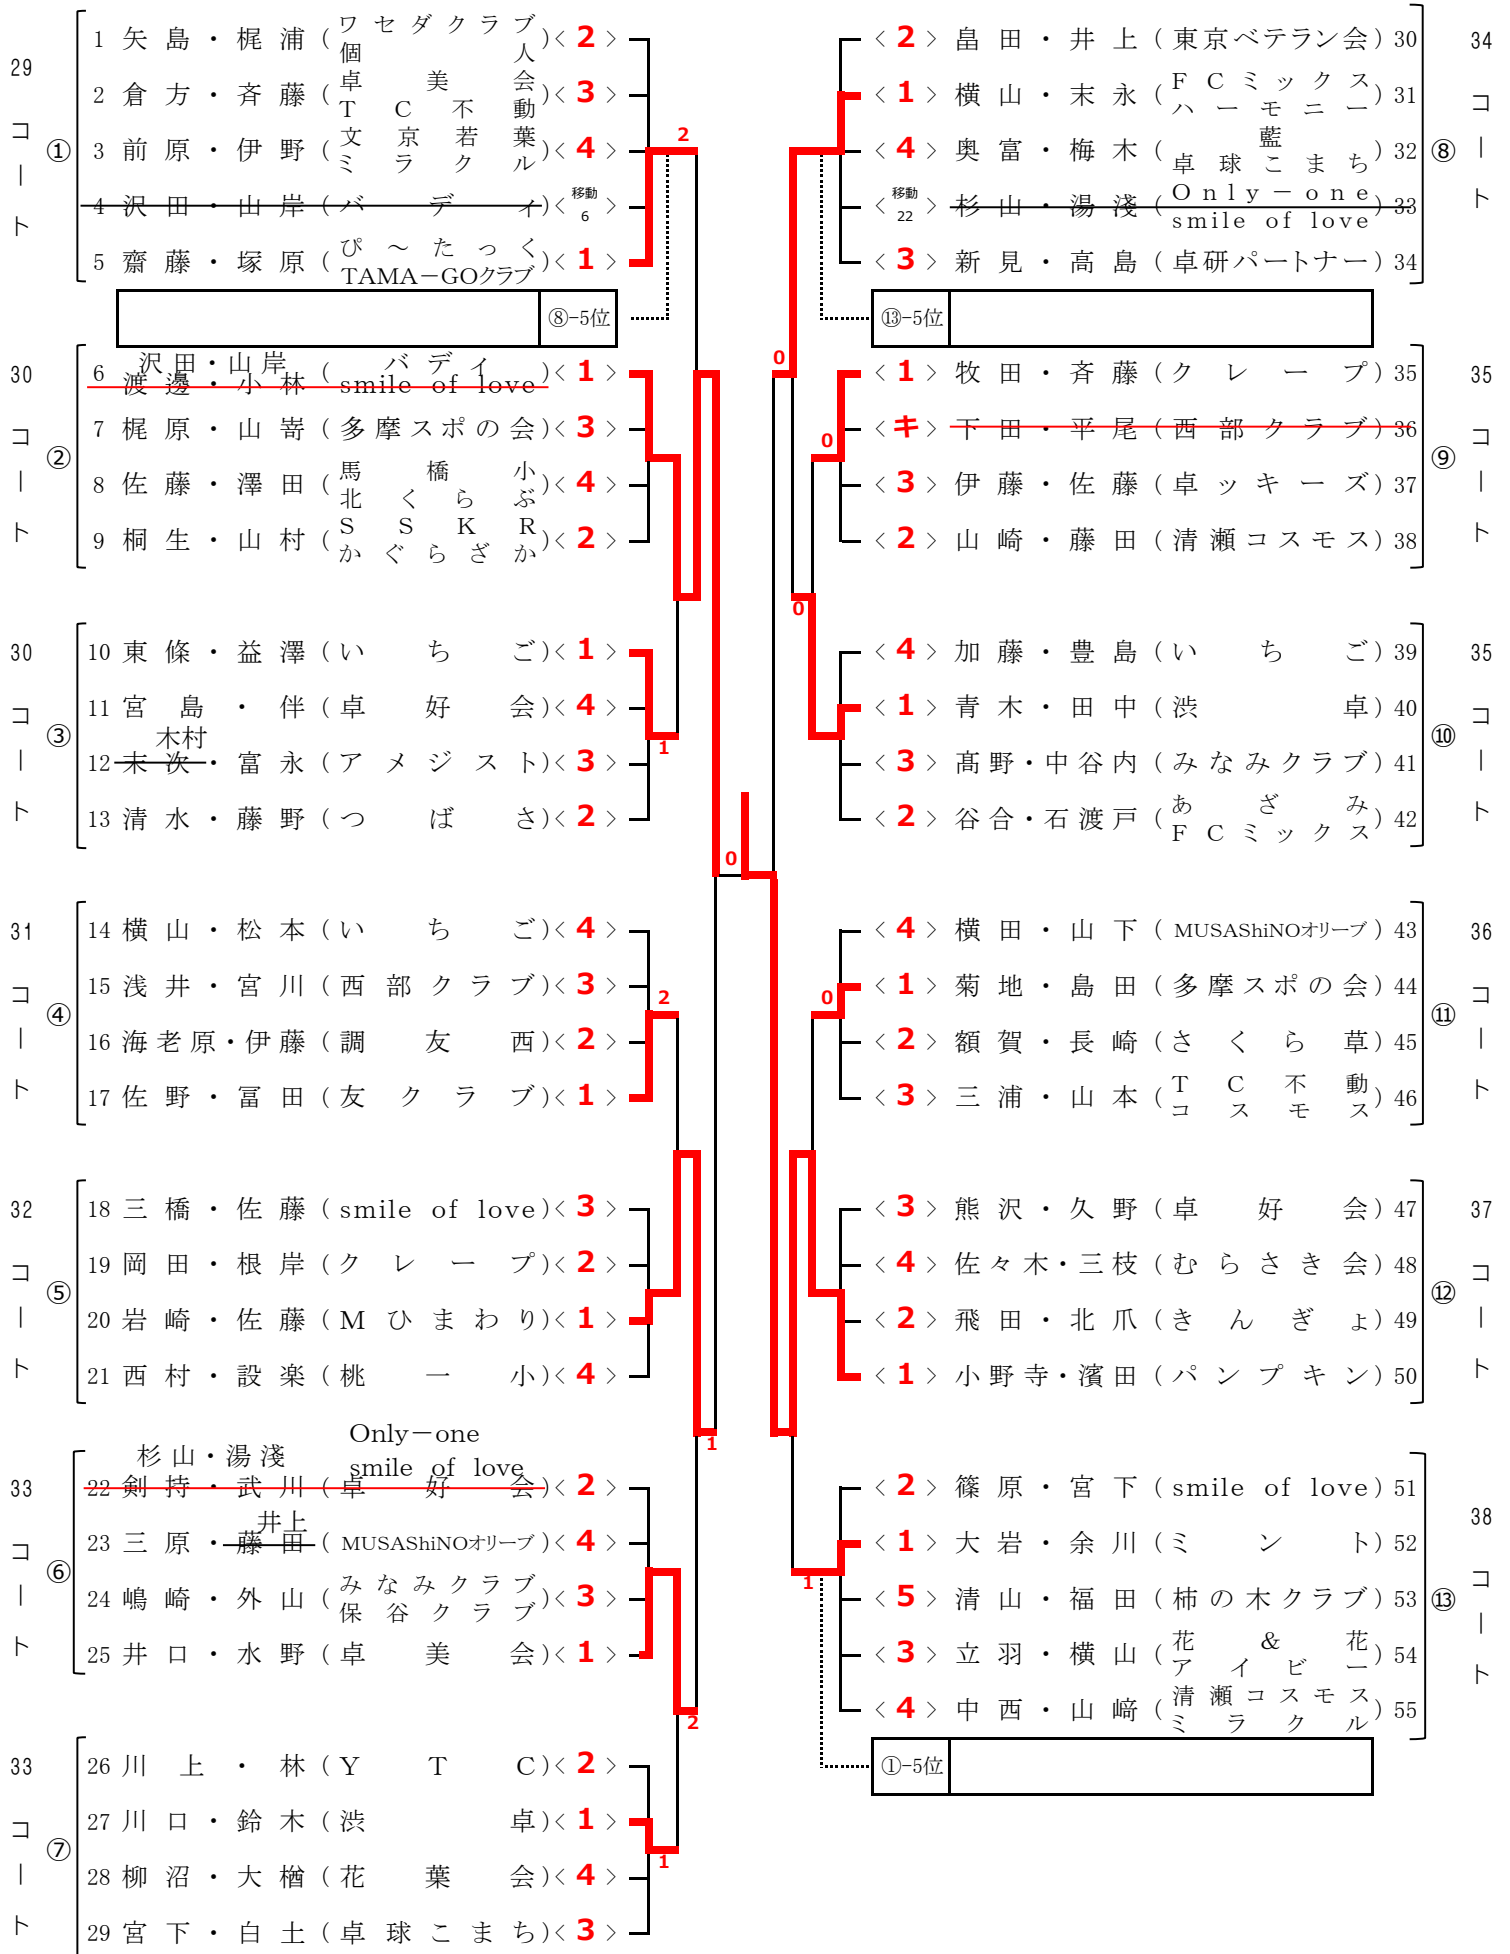 29コート ①
1 矢島・梶浦 (ワセダクラブ 個人) <2>
2 倉方・斉藤 (卓美会 TC不動) <3>
3 前原・伊野 (文京若葉 ミラクル) <4>
4 沢田・山岸 (バディ) <移動6>
5 齋藤・塚原 (ぴ～たっく TAMA－GOクラブ) <1>
⑧-5位
2
30コート ②
沢田・山岸 バディ
6 渡邊・小林 (smile of love) <1>
7 梶原・山嵜 (多摩スポの会) <3>
8 佐藤・澤田 (馬橋小 北くらぶ) <4>
9 桐生・山村 (SSKR かぐらざか) <2>
30コート ③
10 東條・益澤 (いちご) <1>
11 宮島・伴 (卓好会) <4>
木村
12 末次・富永 (アメジスト) <3>
13 清水・藤野 (つばさ) <2>
1
0
31コート ④
14 横山・松本 (いちご) <4>
15 浅井・宮川 (西部クラブ) <3>
16 海老原・伊藤 (調友西) <2>
17 佐野・冨田 (友クラブ) <1>
2
32コート ⑤
18 三橋・佐藤 (smile of love) <3>
19 岡田・根岸 (クレープ) <2>
20 岩崎・佐藤 (Mひまわり) <1>
21 西村・設楽 (桃一小) <4>
1
33コート ⑥
杉山・湯淺 Only－one smile of love
22 剣持・武川 (卓好会) <2>
井上
23 三原・藤田 (MUSAShiNOオリーブ) <4>
24 嶋崎・外山 (みなみクラブ 保谷クラブ) <3>
25 井口・水野 (卓美会) <1>
2
33コート ⑦
26 川上・林 (YTC) <2>
27 川口・鈴木 (渋卓) <1>
28 柳沼・大橧 (花葉会) <4>
29 宮下・白土 (卓球こまち) <3>
1
34コート ⑧
<2> 畠田・井上 (東京ベテラン会) 30
<1> 横山・末永 (FCミックス ハーモニー) 31
<4> 奥富・梅木 (藍 卓球こまち) 32
<移動22> 杉山・湯淺 (Only－one smile of love) 33
<3> 新見・高島 (卓研パートナー) 34
⑬-5位
0
35コート ⑨
<1> 牧田・斉藤 (クレープ) 35
<キ> 下田・平尾 (西部クラブ) 36
<3> 伊藤・佐藤 (卓ッキーズ) 37
<2> 山崎・藤田 (清瀬コスモス) 38
0
0
35コート ⑩
<4> 加藤・豊島 (いちご) 39
<1> 青木・田中 (渋卓) 40
<3> 髙野・中谷内 (みなみクラブ) 41
<2> 谷合・石渡戸 (あざみ FCミックス) 42
36コート ⑪
<4> 横田・山下 (MUSAShiNOオリーブ) 43
<1> 菊地・島田 (多摩スポの会) 44
<2> 額賀・長崎 (さくら草) 45
<3> 三浦・山本 (TC不動 コスモス) 46
0
37コート ⑫
<3> 熊沢・久野 (卓好会) 47
<4> 佐々木・三枝 (むらさき会) 48
<2> 飛田・北爪 (きんぎょ) 49
<1> 小野寺・濱田 (パンプキン) 50
38コート ⑬
<2> 篠原・宮下 (smile of love) 51
<1> 大岩・余川 (ミント) 52
<5> 清山・福田 (柿の木クラブ) 53
<3> 立羽・横山 (花&花 アイビー) 54
<4> 中西・山﨑 (清瀬コスモス ミラクル) 55
1
①-5位